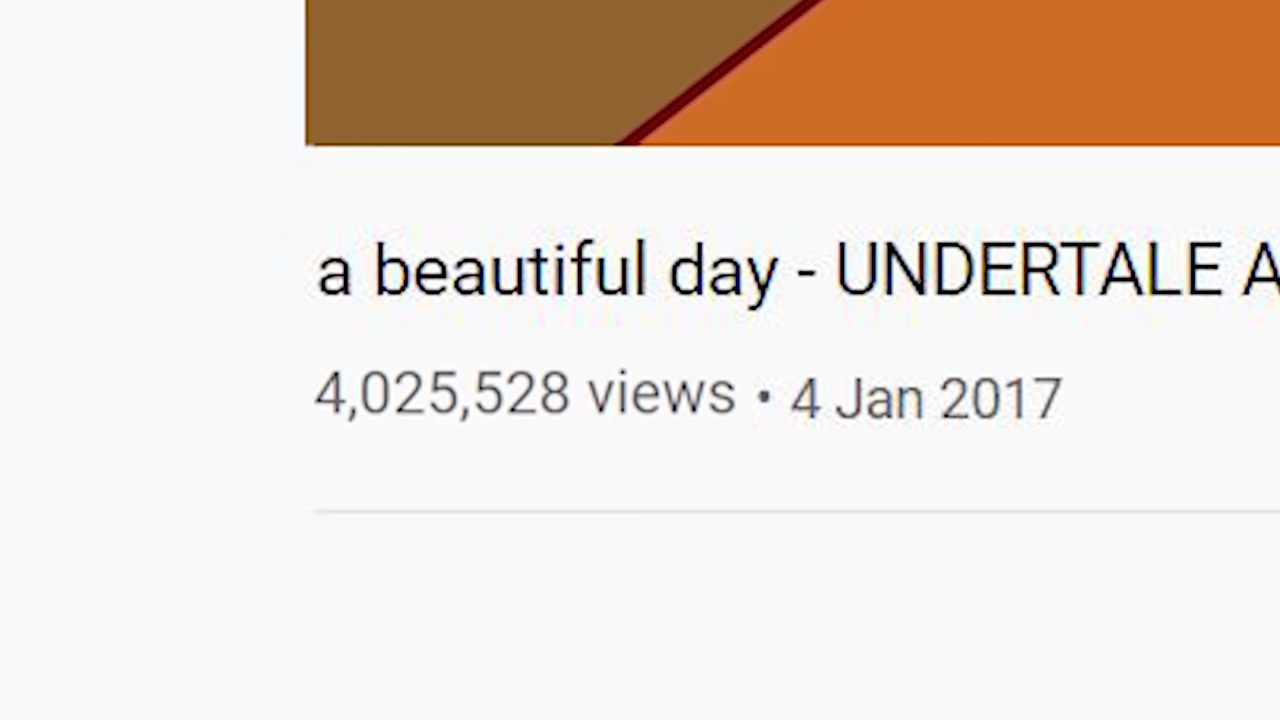 a beautiful day - UNDERTALE A
4,025,528 views • 4 Jan 2017